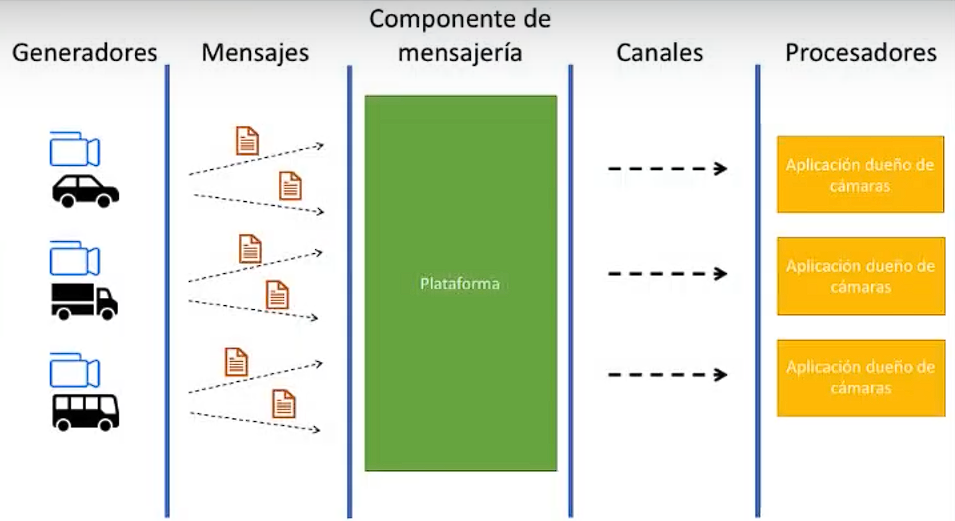 Generadores
Mensajes
Componente de
mensajería
Canales
Procesadores
Plataforma
Aplicación dueño de
cámaras
Aplicación dueño de
cámaras
Aplicación dueño de
cámaras